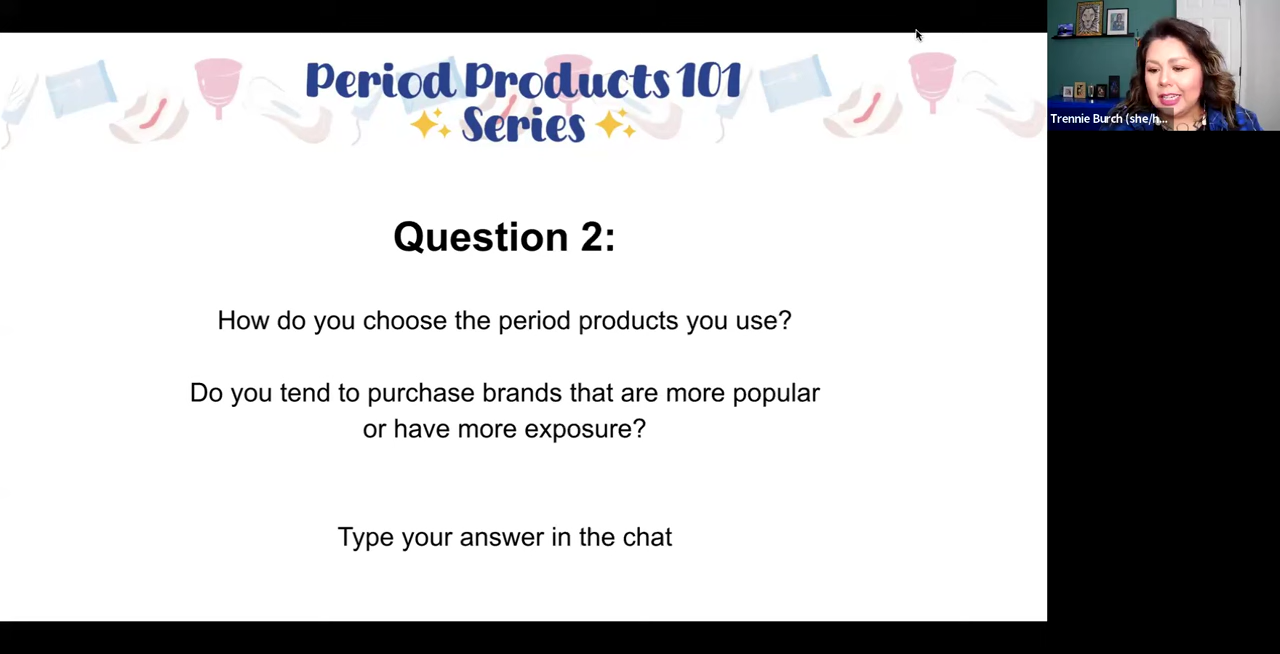 Period Products 101
Series
Question 2:
How do you choose the period products you use?
Do you tend to purchase brands that are more popular
or have more exposure?
Type your answer in the chat
Trennie Burch (she/h...